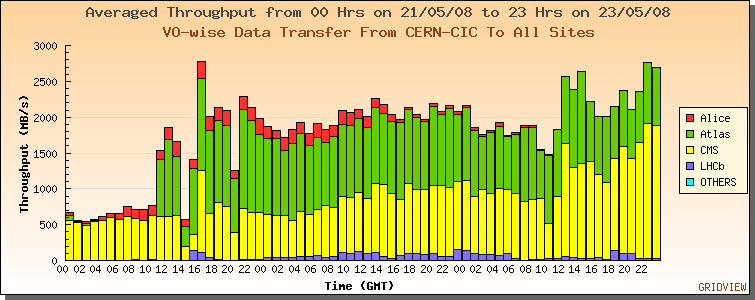 Averaged Throughput from 00 Hrs on 21/05/08 to 23 Hrs on 23/05/08
VO-wise Data Transfer From CERN-CIC To All Sites
Throughput (MB/s)
3000
2500
2000
1500
1000
500
0
00 02 04 06 08 10 12 14 16 18 20 22 00 02 04 06 08 10 12 14 16 18 20 22 00 02 04 06 08 10 12 14 16 18 20 22
Time (GMT)
Alice
Atlas
CMS
LHCb
OTHERS
GRIDVIEW